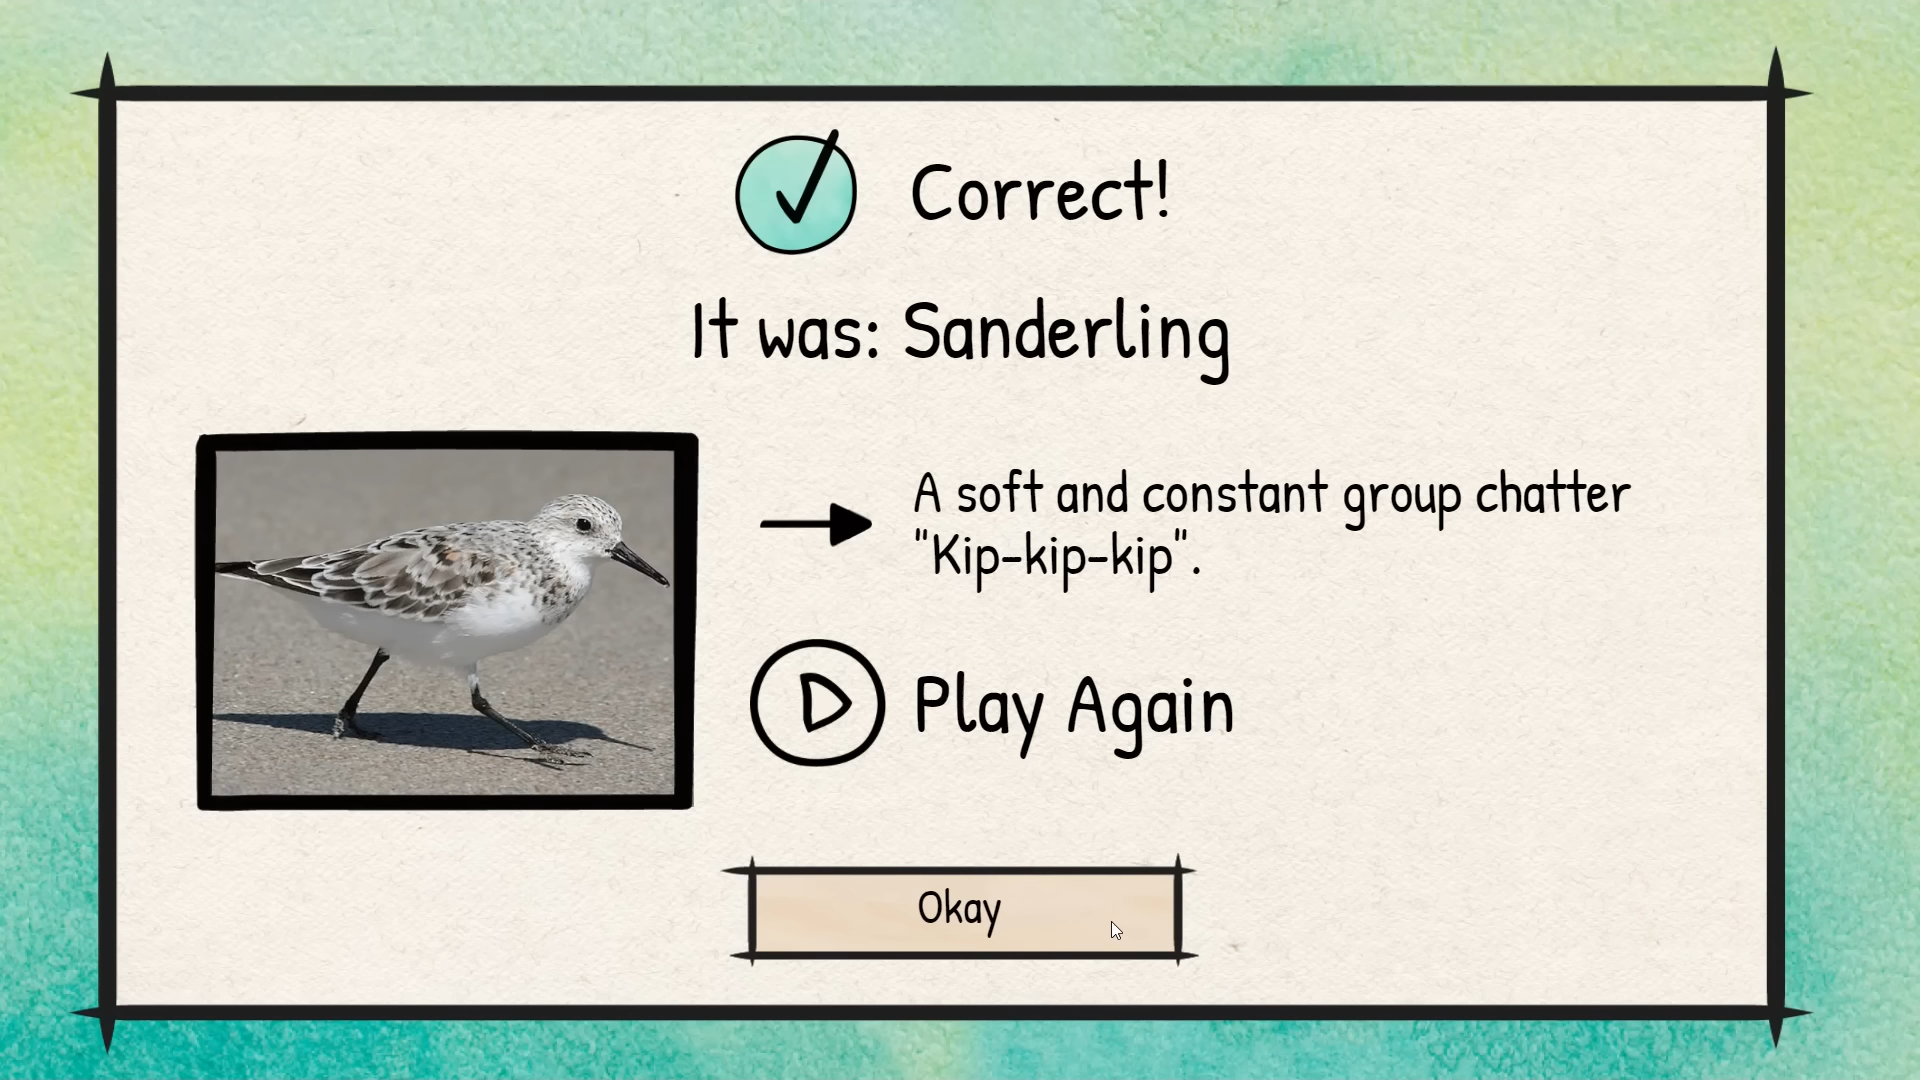 Correct!
It was: Sanderling
A soft and constant group chatter
"Kip-kip-kip".
Play Again
Okay